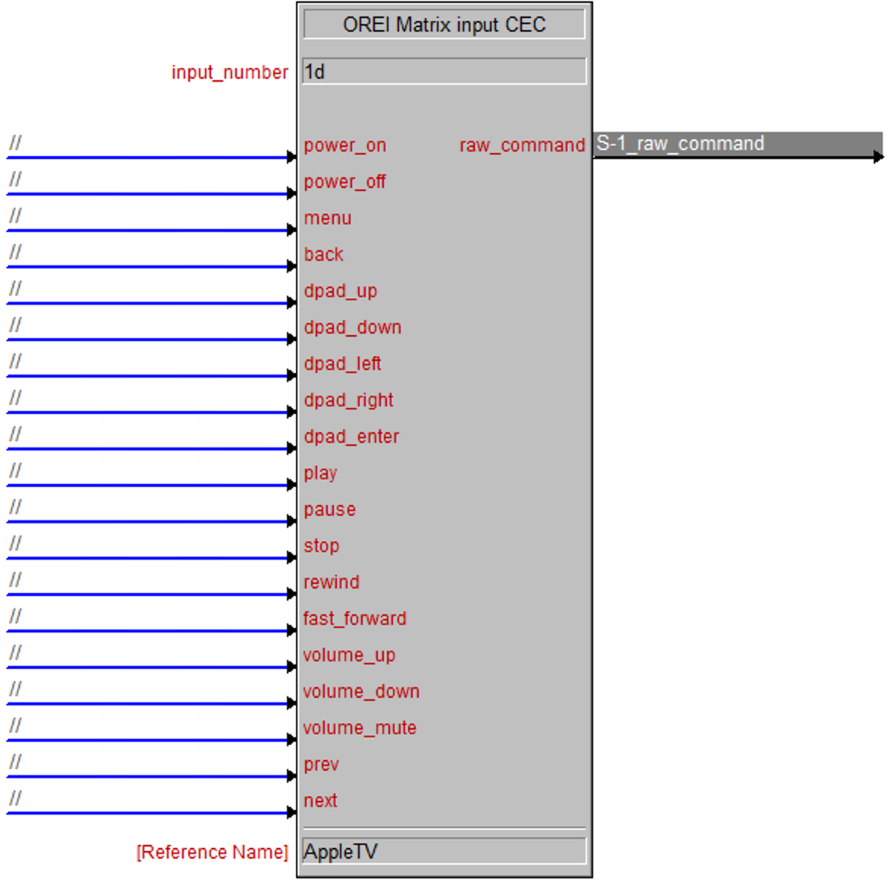 OREI Matrix input CEC
input_number 1d
// power_on raw_command S-1_raw_command
// power_off
// menu
// back
// dpad_up
// dpad_down
// dpad_left
// dpad_right
// dpad_enter
// play
// pause
// stop
// rewind
// fast_forward
// volume_up
// volume_down
// volume_mute
// prev
// next
[Reference Name] AppleTV